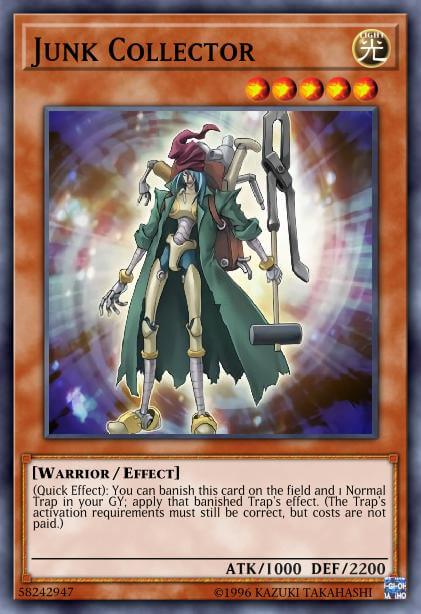 JUNK COLLECTOR
LIGHT
光
[WARRIOR / EFFECT]
(Quick Effect): You can banish this card on the field and 1 Normal
Trap in your GY; apply that banished Trap's effect. (The Trap's
activation requirements must still be correct, but costs are not
paid.)
ATK/1000 DEF/2200
58242947
©1996 KAZUKI TAKAHASHI